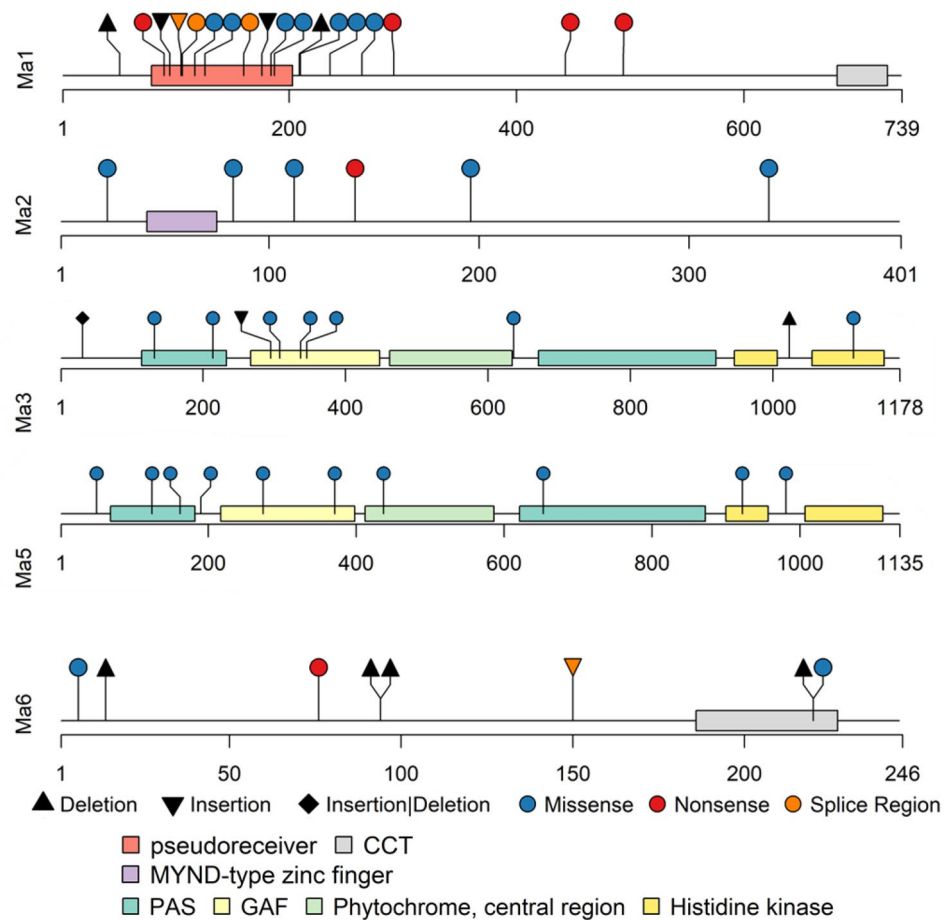 Ma1
1 200 400 600 739
Ma2
1 100 200 300 401
Ma3
1 200 400 600 800 1000 1178
Ma5
1 200 400 600 800 1000 1135
Ma6
1 50 100 150 200 246
Deletion Insertion Insertion|Deletion Missense Nonsense Splice Region
pseudoreceiver CCT
MYND-type zinc finger
PAS GAF Phytochrome, central region Histidine kinase